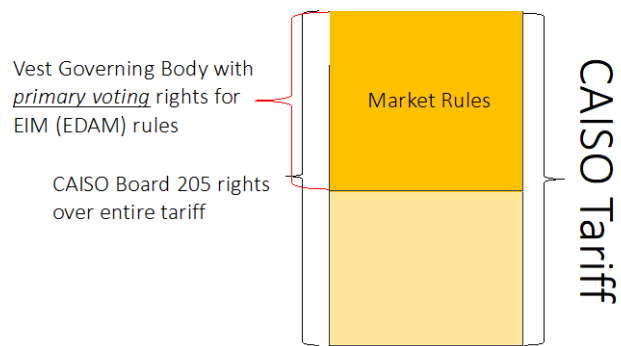 Vest Governing Body with
primary voting rights for
EIM (EDAM) rules
Market Rules
CAISO Board 205 rights
over entire tariff
CAISO Tariff